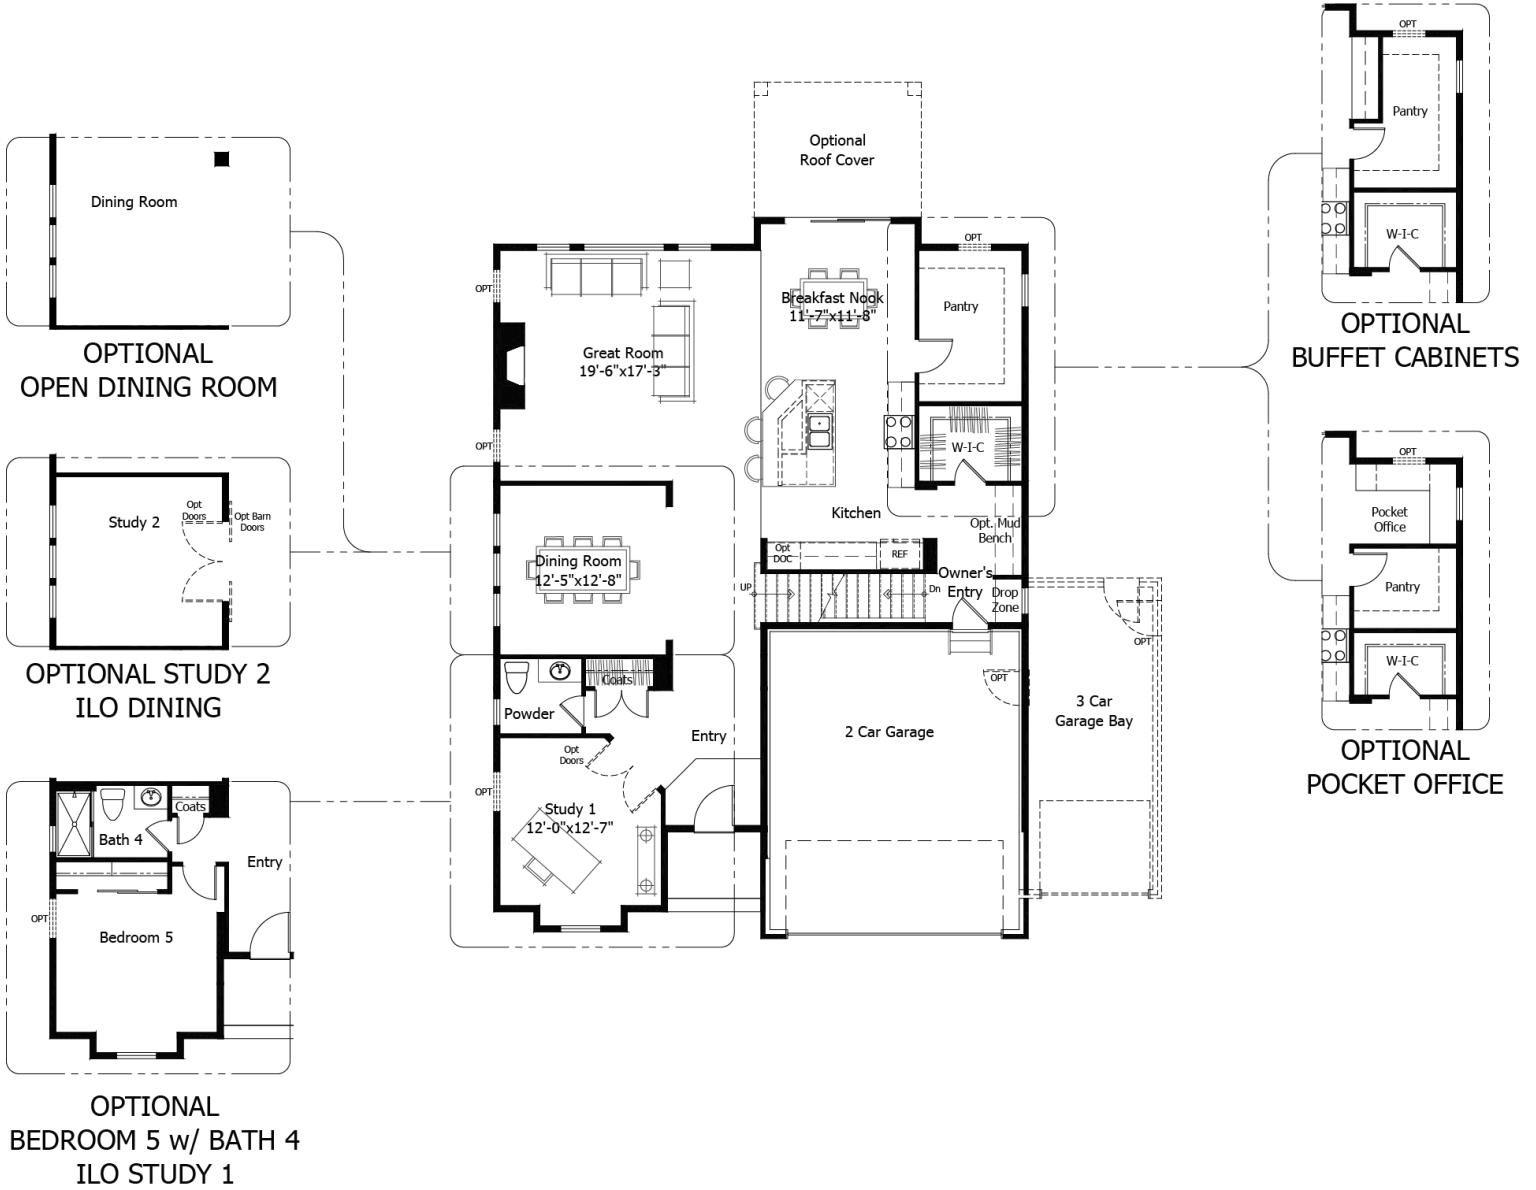 Dining Room
OPTIONAL
OPEN DINING ROOM
Study 2
Opt
Doors
Opt Barn
Doors
OPTIONAL STUDY 2
ILO DINING
Bath 4
Coats
Entry
OPT
Bedroom 5
OPTIONAL
BEDROOM 5 w/ BATH 4
ILO STUDY 1
Optional
Roof Cover
OPT
OPT
Great Room
19'-6"x17'-3"
OPT
Breakfast Nook
11'-7"x11'-8"
Pantry
W-I-C
Kitchen
Opt. Mud
Bench
Opt
DOC
REF
Dining Room
12'-5"x12'-8"
UP
Dn
Owner's
Entry
Drop
Zone
OPT
OPT
Coats
Powder
Entry
Opt
Doors
OPT
Study 1
12'-0"x12'-7"
2 Car Garage
3 Car
Garage Bay
OPT
Pantry
W-I-C
OPTIONAL
BUFFET CABINETS
OPT
Pocket
Office
Pantry
W-I-C
OPTIONAL
POCKET OFFICE